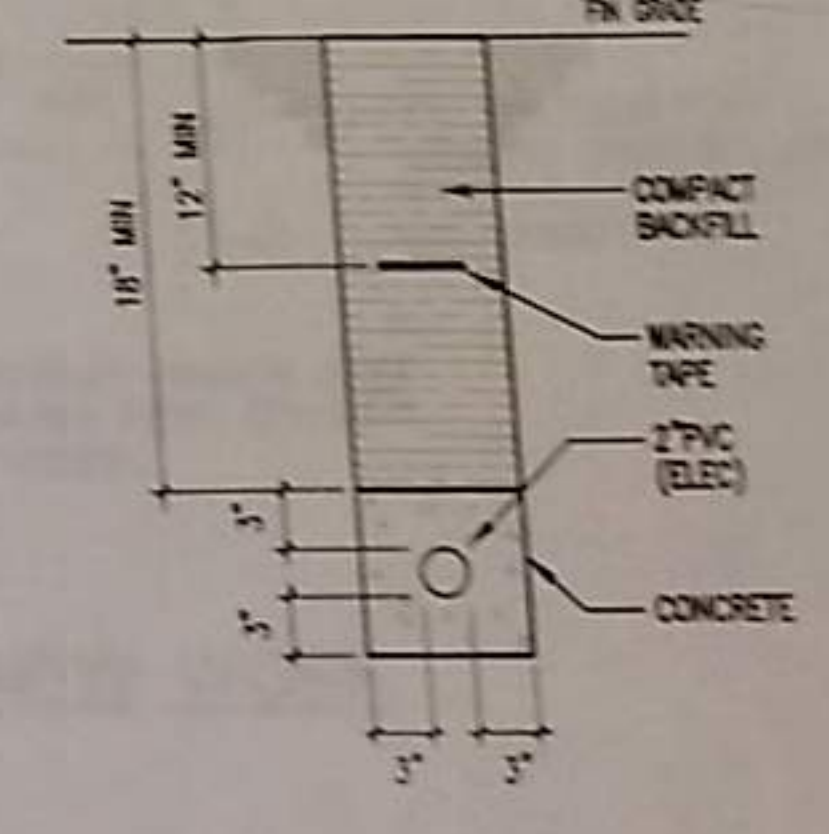 FIN GRADE
12" MIN
18" MIN
COMPACT
BACKFILL
WARNING
TAPE
2"PVC
(ELEC)
3"
3"
CONCRETE
3"
3"